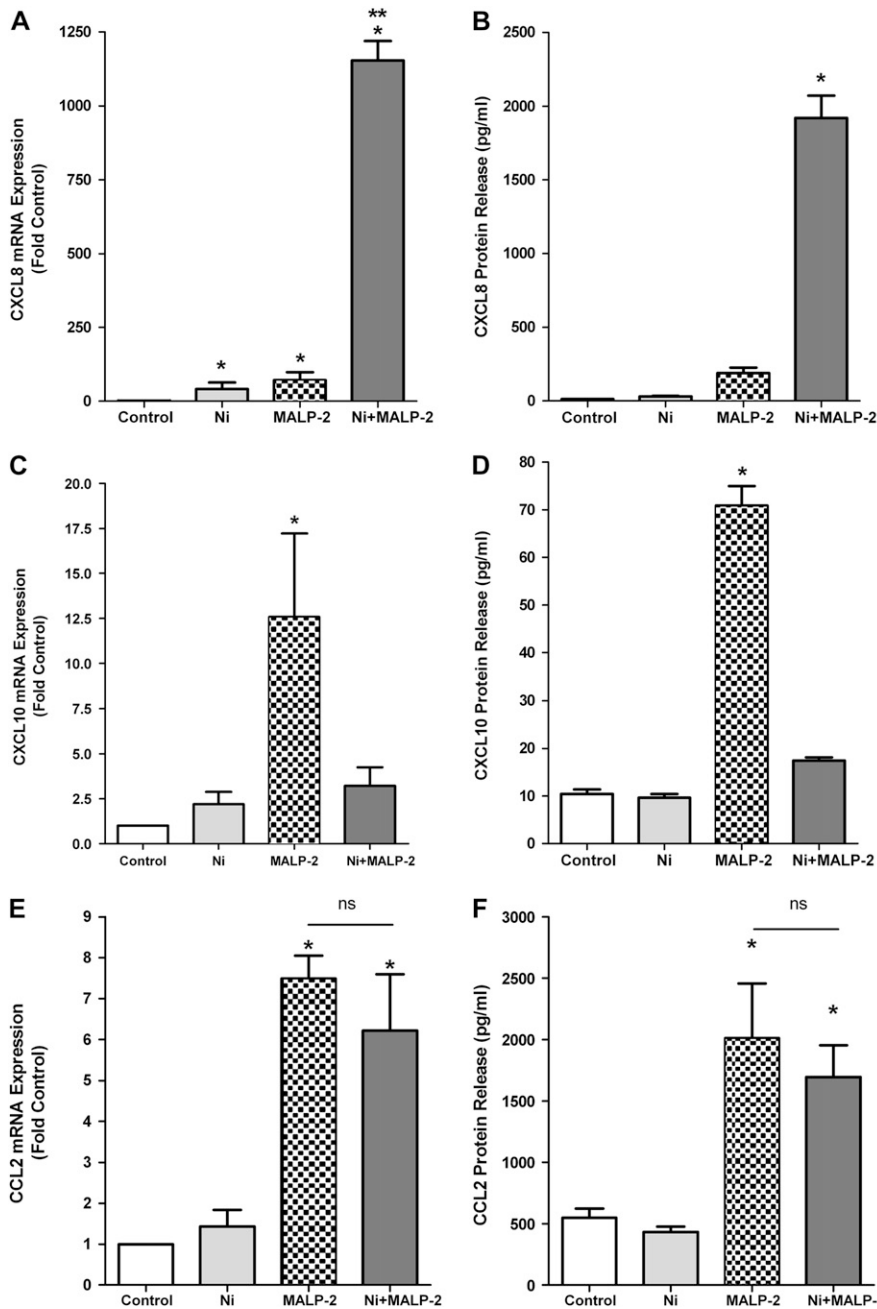 A
CXCL8 mRNA Expression
(Fold Control)
1250
1000
750
500
250
0
*
*
**
*
Control Ni MALP-2 Ni+MALP-2
B
CXCL8 Protein Release (pg/ml)
2500
2000
1500
1000
500
0
*
Control Ni MALP-2 Ni+MALP-2
C
CXCL10 mRNA Expression
(Fold Control)
20.0
17.5
15.0
12.5
10.0
7.5
5.0
2.5
0.0
*
Control Ni MALP-2 Ni+MALP-2
D
CXCL10 Protein Release (pg/ml)
80
70
60
50
40
30
20
10
0
*
Control Ni MALP-2 Ni+MALP-2
E
CCL2 mRNA Expression
(Fold Control)
9
8
7
6
5
4
3
2
1
0
ns
*
*
Control Ni MALP-2 Ni+MALP-2
F
CCL2 Protein Release (pg/ml)
3000
2500
2000
1500
1000
500
0
ns
*
*
Control Ni MALP-2 Ni+MALP-